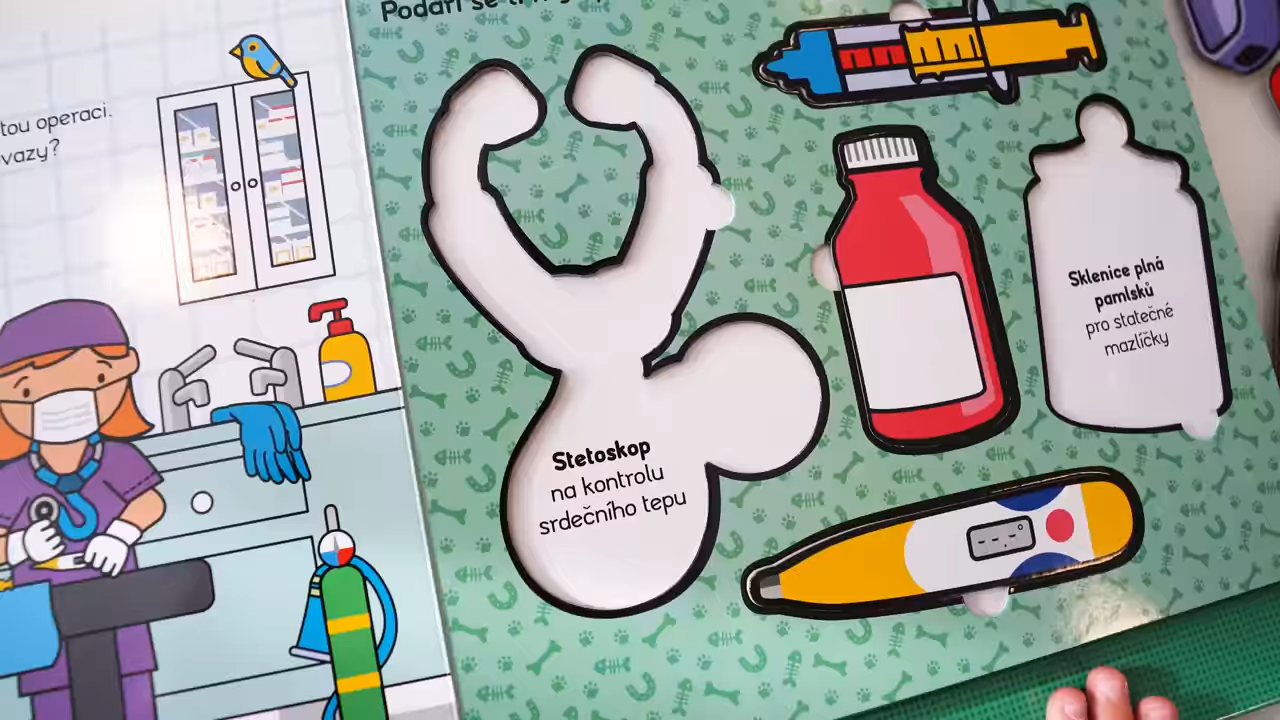 Podaří se ti
tou operaci.
vazy?
Stetoskop
na kontrolu
srdečního tepu
Sklenice plná
pamlsků
pro statečné
mazlíčky